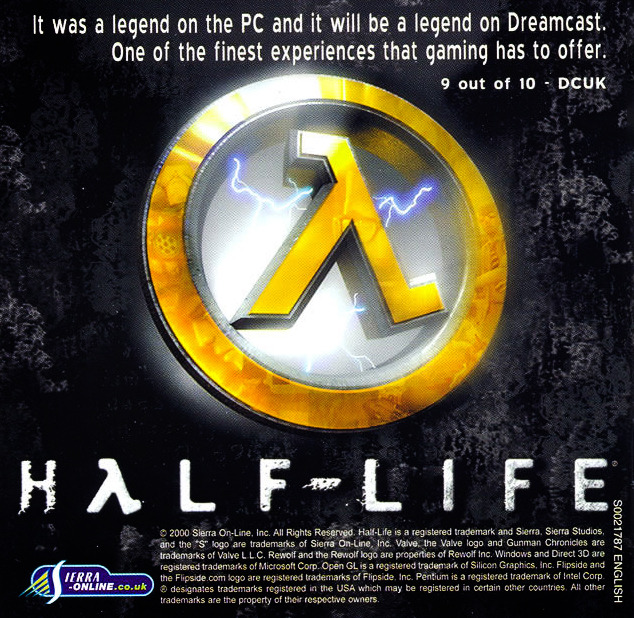 It was a legend on the PC and it will be a legend on Dreamcast.
One of the finest experiences that gaming has to offer.
9 out of 10 - DCUK
HλLF-LIFE®
© 2000 Sierra On-Line, Inc. All Rights Reserved. Half-Life is a registered trademark and Sierra, Sierra Studios,
and the "S" logo are trademarks of Sierra On-Line, Inc. Valve, the Valve logo and Gunman Chronicles are
trademarks of Valve L.L.C. Rewolf and the Rewolf logo are properties of Rewolf Inc. Windows and Direct 3D are
registered trademarks of Microsoft Corp. Open GL is a registered trademark of Silicon Graphics, Inc. Flipside and
the Flipside.com logo are registered trademarks of Flipside, Inc. Pentium is a registered trademark of Intel Corp.
® designates trademarks registered in the USA which may be registered in certain other countries. All other
trademarks are the property of their respective owners.
SIERRA
-ONLINE.co.uk
S0021787 ENGLISH